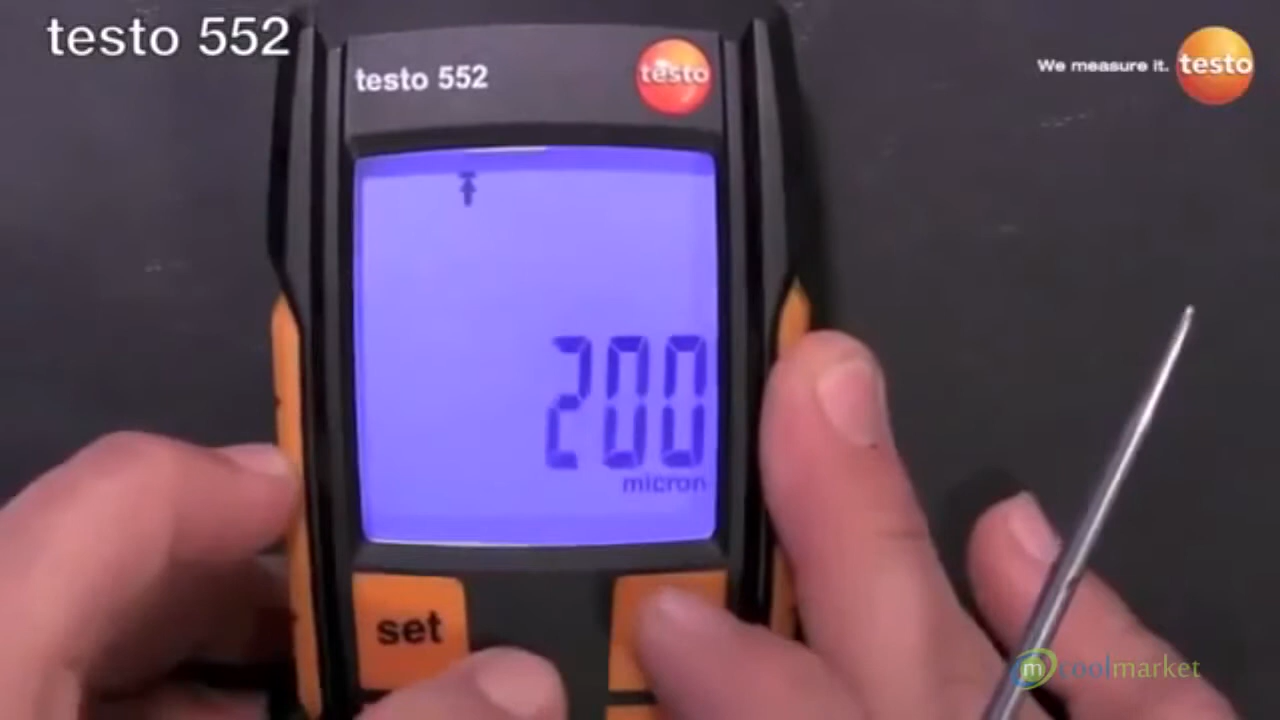 testo 552
testo 552
testo
We measure it. testo
200
micron
set
m coolmarket